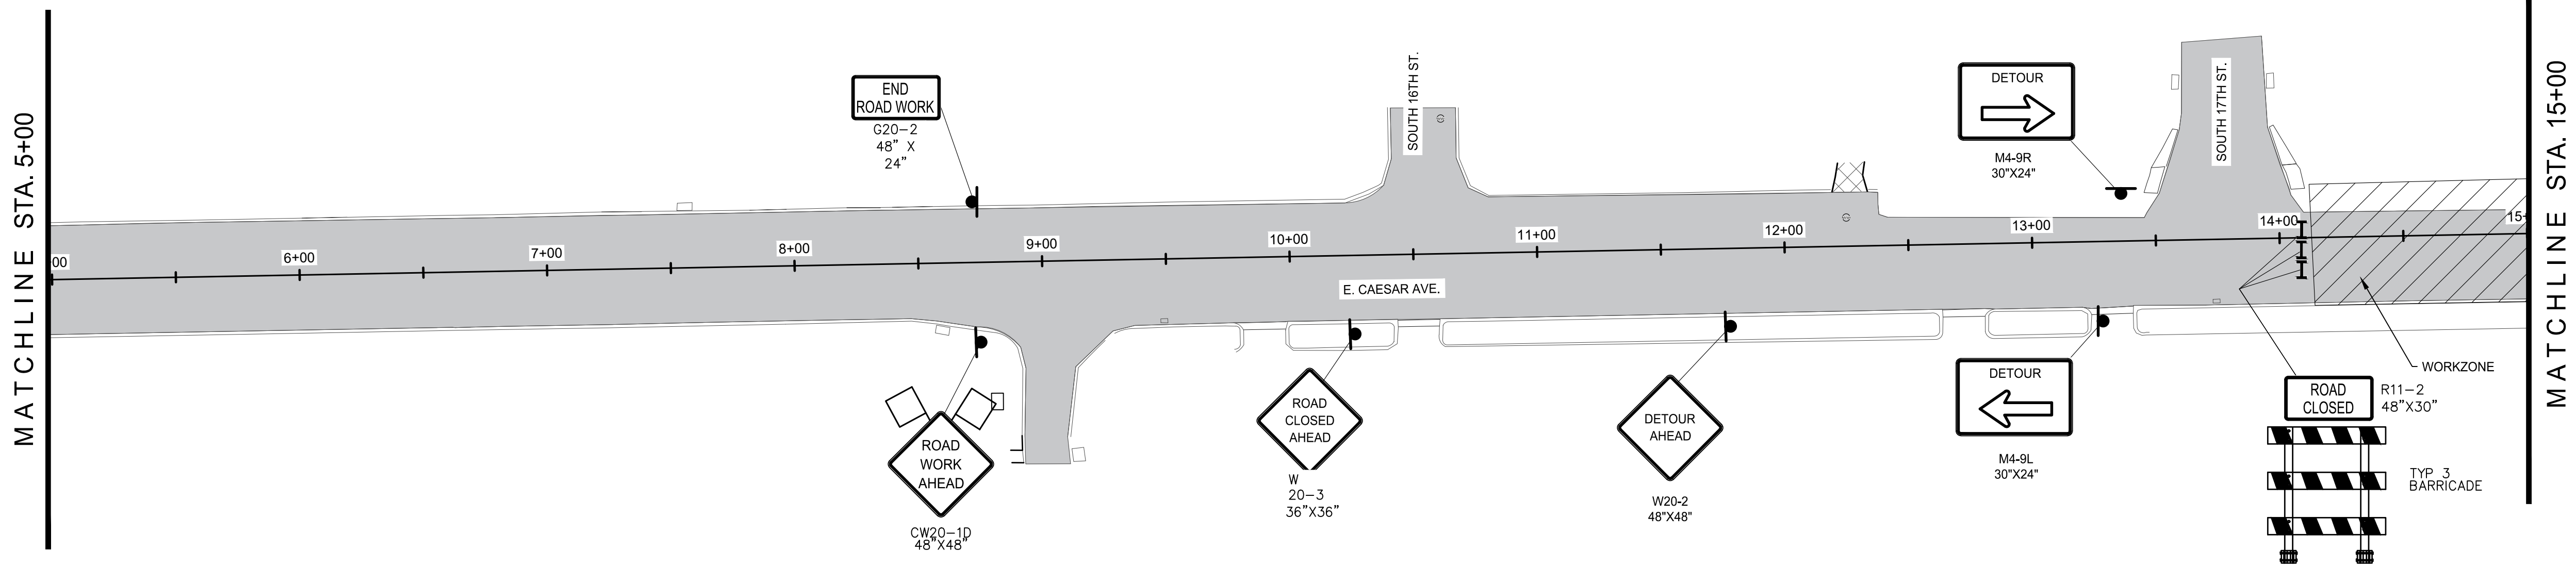 MATCHLINE STA. 5+00
END
ROAD WORK
G20-2
48" X
24"
SOUTH 16TH ST.
DETOUR
M4-9R
30"X24"
SOUTH 17TH ST.
MATCHLINE STA. 15+00
00
6+00
7+00
8+00
9+00
10+00
11+00
12+00
13+00
14+00
15+
E. CAESAR AVE.
ROAD
WORK
AHEAD
CW20-1D
48"X48"
ROAD
CLOSED
AHEAD
W
20-3
36"X36"
DETOUR
AHEAD
W20-2
48"X48"
DETOUR
M4-9L
30"X24"
WORKZONE
ROAD
CLOSED
R11-2
48"X30"
TYP 3
BARRICADE